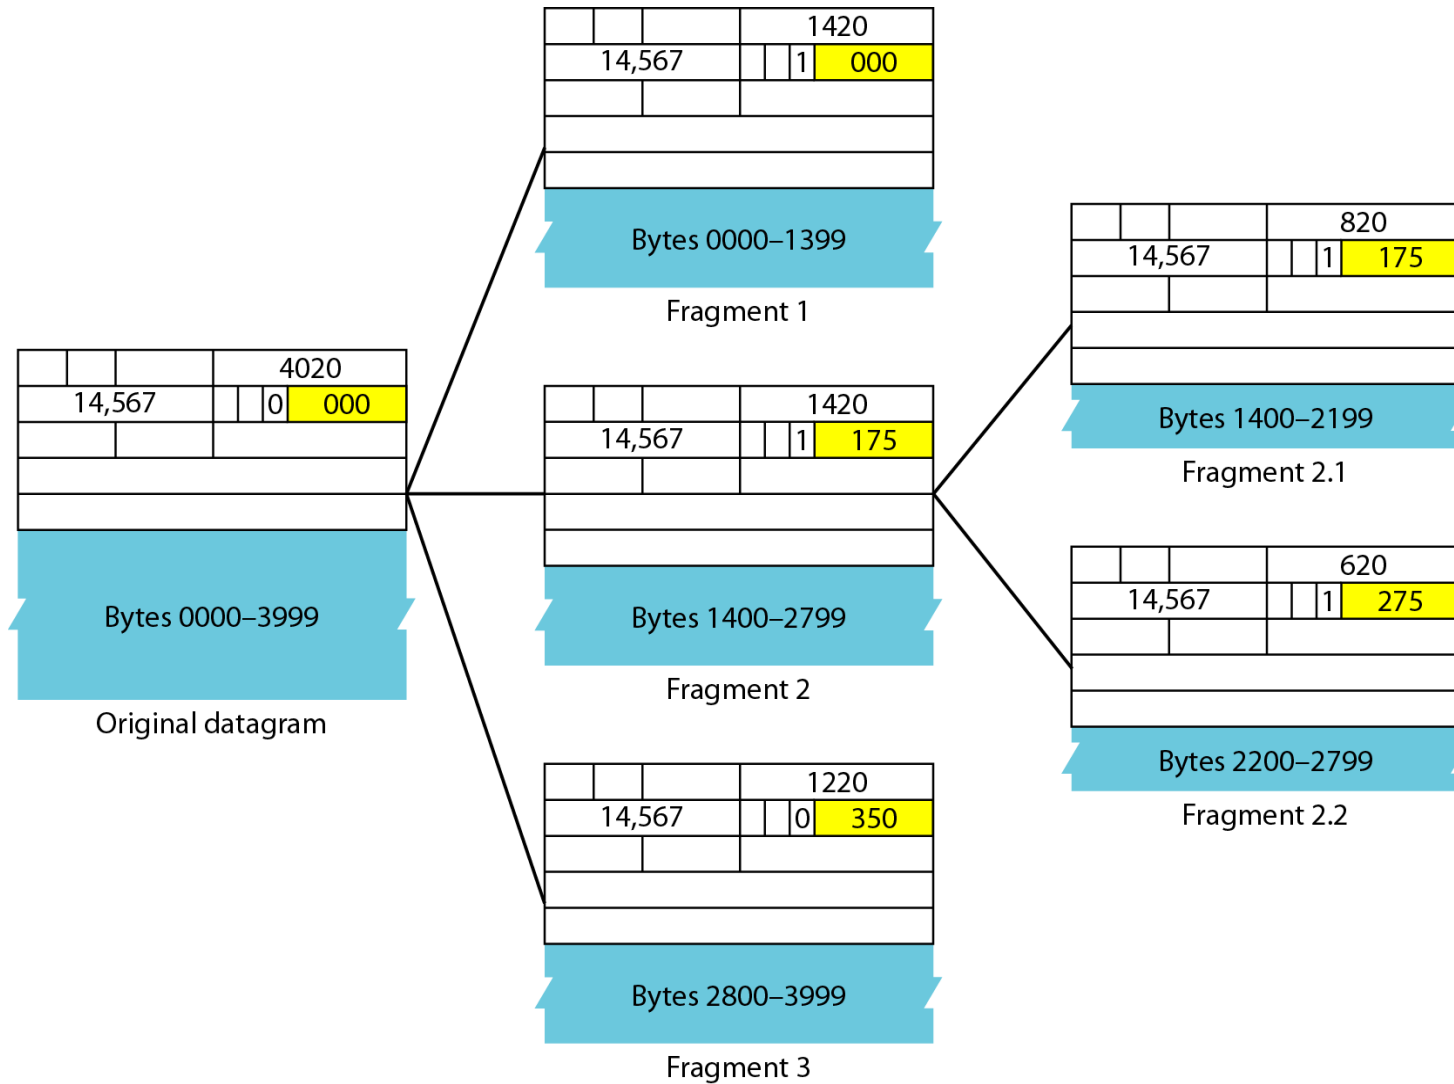 4020
14,567 0 000
Bytes 0000–3999
Original datagram
1420
14,567 1 000
Bytes 0000–1399
Fragment 1
1420
14,567 1 175
Bytes 1400–2799
Fragment 2
1220
14,567 0 350
Bytes 2800–3999
Fragment 3
820
14,567 1 175
Bytes 1400–2199
Fragment 2.1
620
14,567 1 275
Bytes 2200–2799
Fragment 2.2